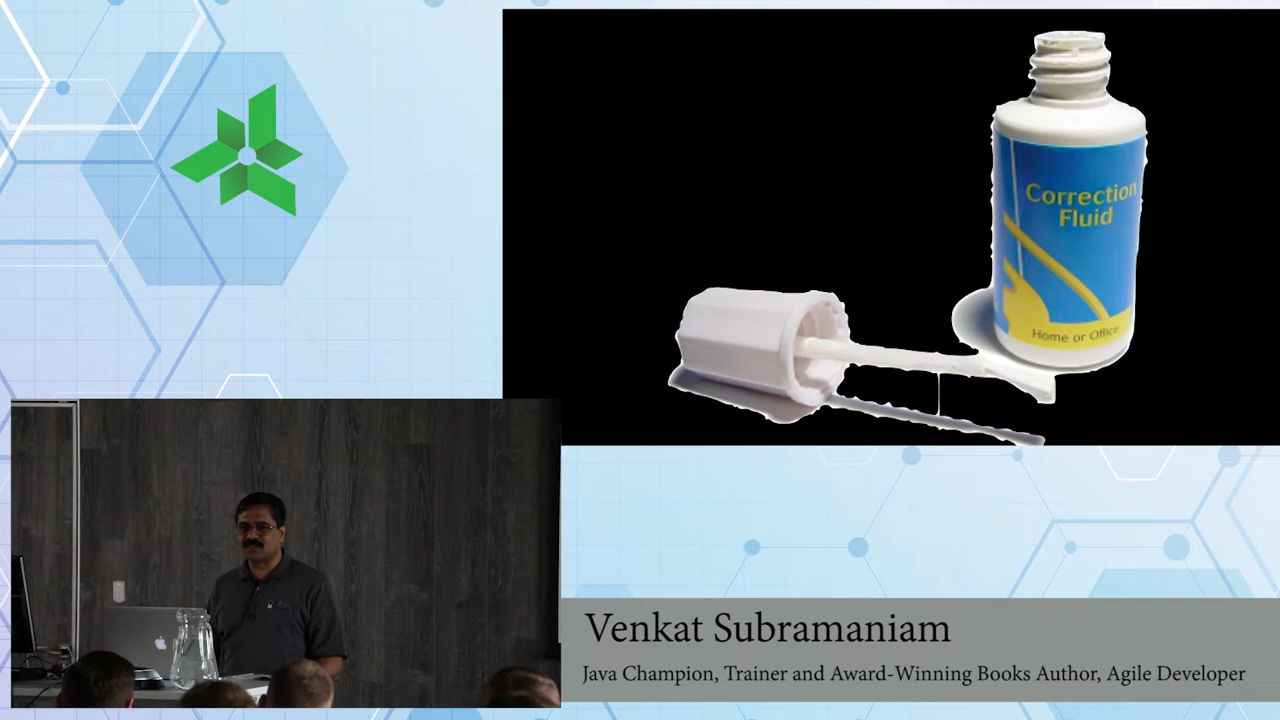 Correction
Fluid
Home or Office
Venkat Subramaniam
Java Champion, Trainer and Award-Winning Books Author, Agile Developer